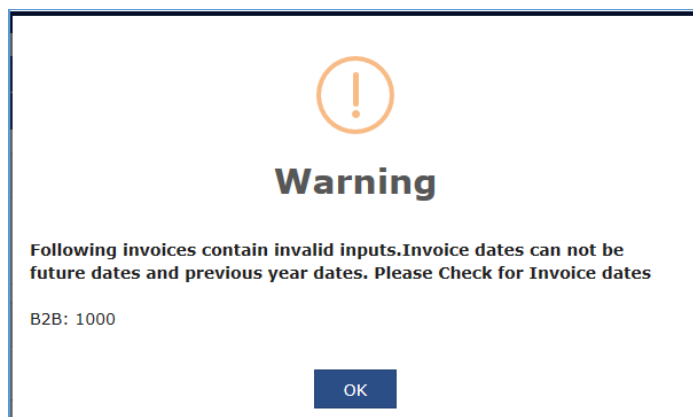 Warning
Following invoices contain invalid inputs.Invoice dates can not be
future dates and previous year dates. Please Check for Invoice dates
B2B: 1000
OK